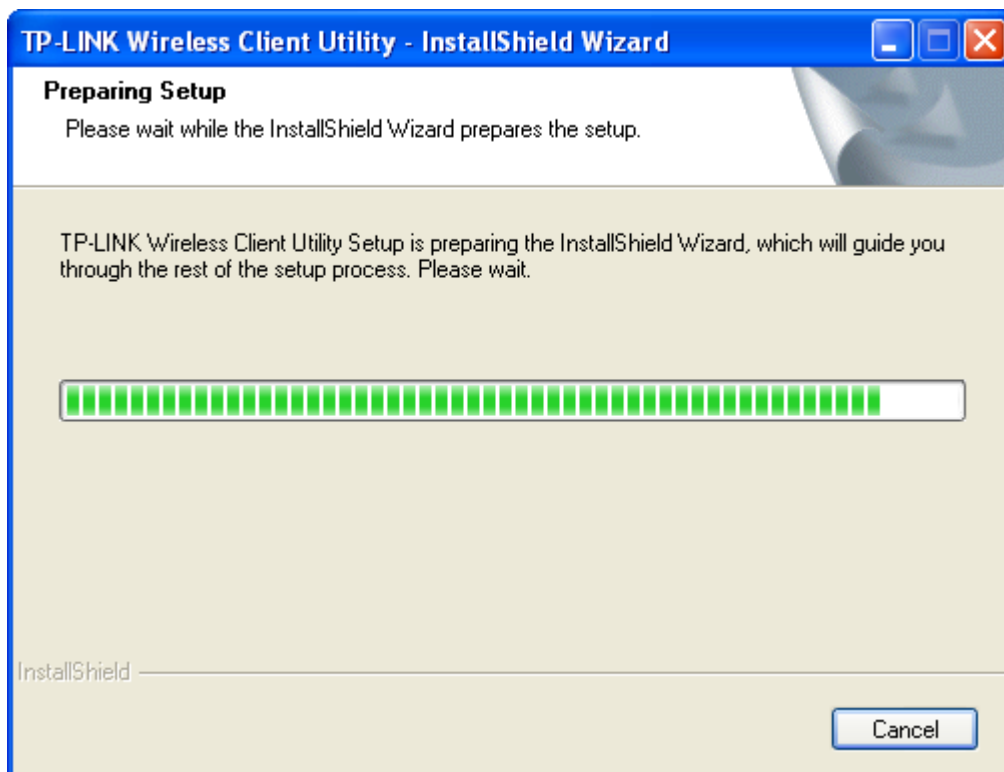 TP-LINK Wireless Client Utility - InstallShield Wizard
Preparing Setup
Please wait while the InstallShield Wizard prepares the setup.
TP-LINK Wireless Client Utility Setup is preparing the InstallShield Wizard, which will guide you
through the rest of the setup process. Please wait.
InstallShield
Cancel